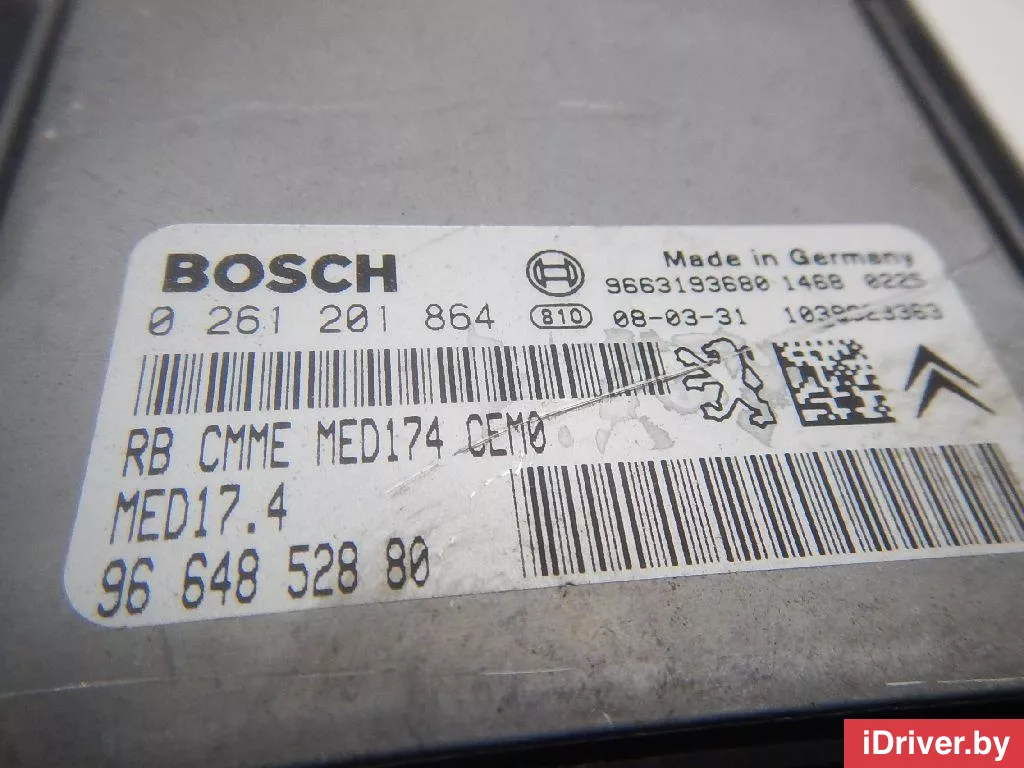 BOSCH
Made in Germany
9663193680 1468 0225
0 261 201 864
810 08-03-31
RB CMME MED174 CEM0
MED17.4
96 648 528 80
iDriver.by